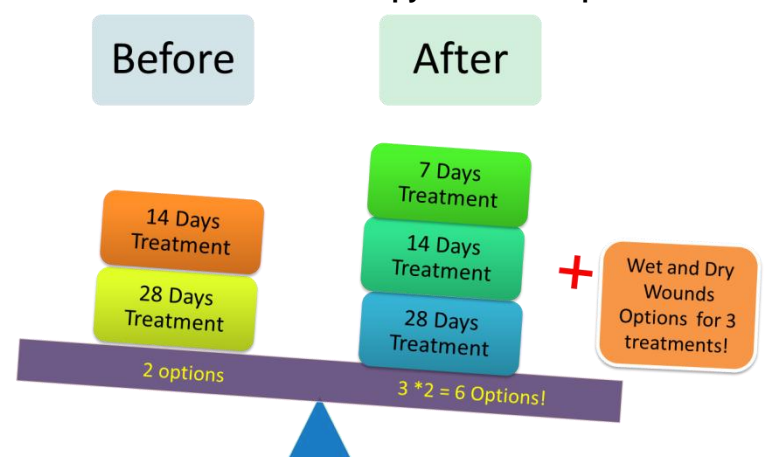 Before
After
14 Days
Treatment
28 Days
Treatment
2 options
7 Days
Treatment
14 Days
Treatment
28 Days
Treatment
3 *2 = 6 Options!
+
Wet and Dry
Wounds
Options for 3
treatments!